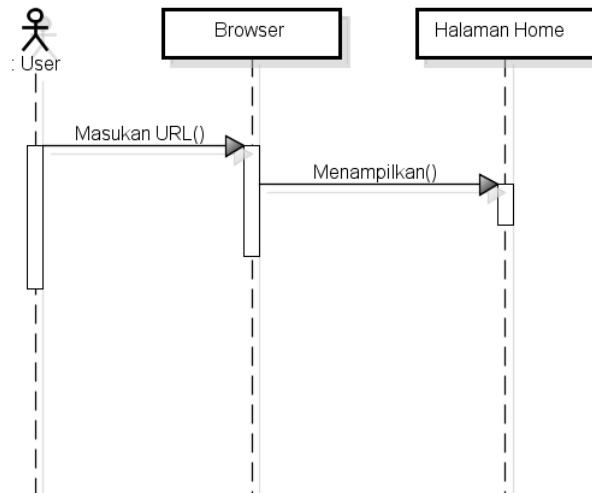 Browser
Halaman Home
: User
Masukan URL()
Menampilkan()